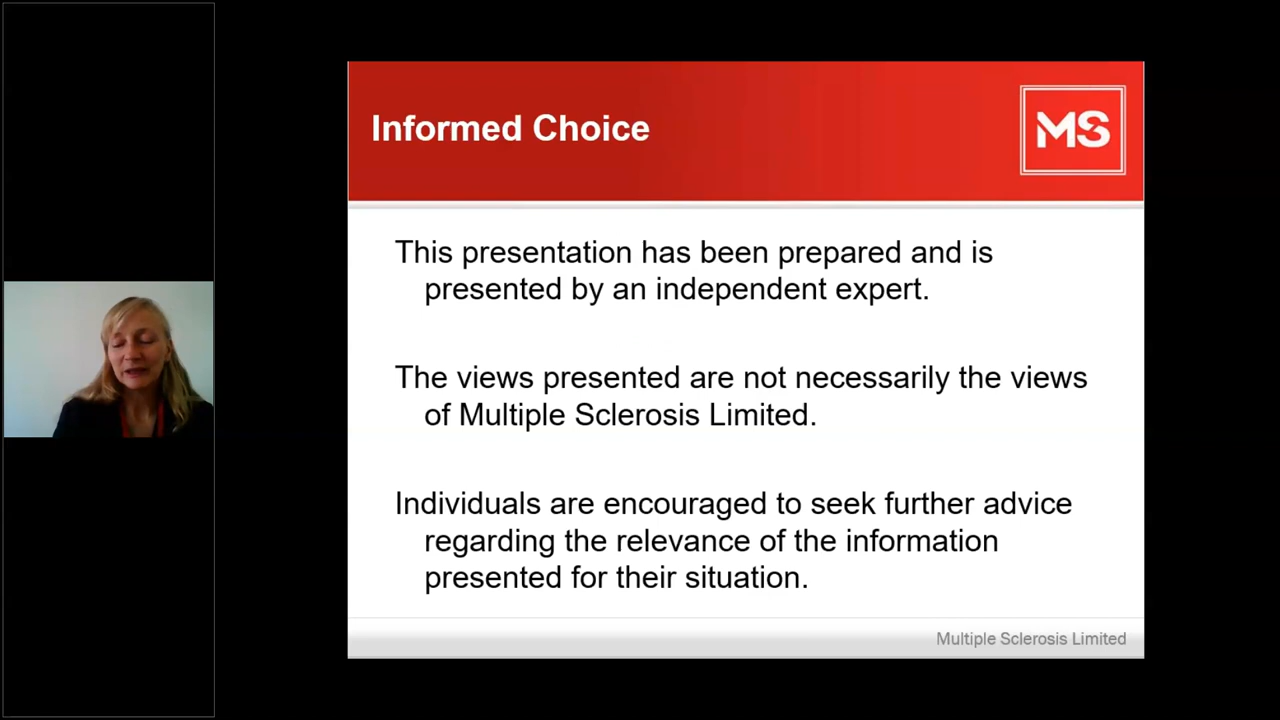 Informed Choice
MS
This presentation has been prepared and is
presented by an independent expert.
The views presented are not necessarily the views
of Multiple Sclerosis Limited.
Individuals are encouraged to seek further advice
regarding the relevance of the information
presented for their situation.
Multiple Sclerosis Limited